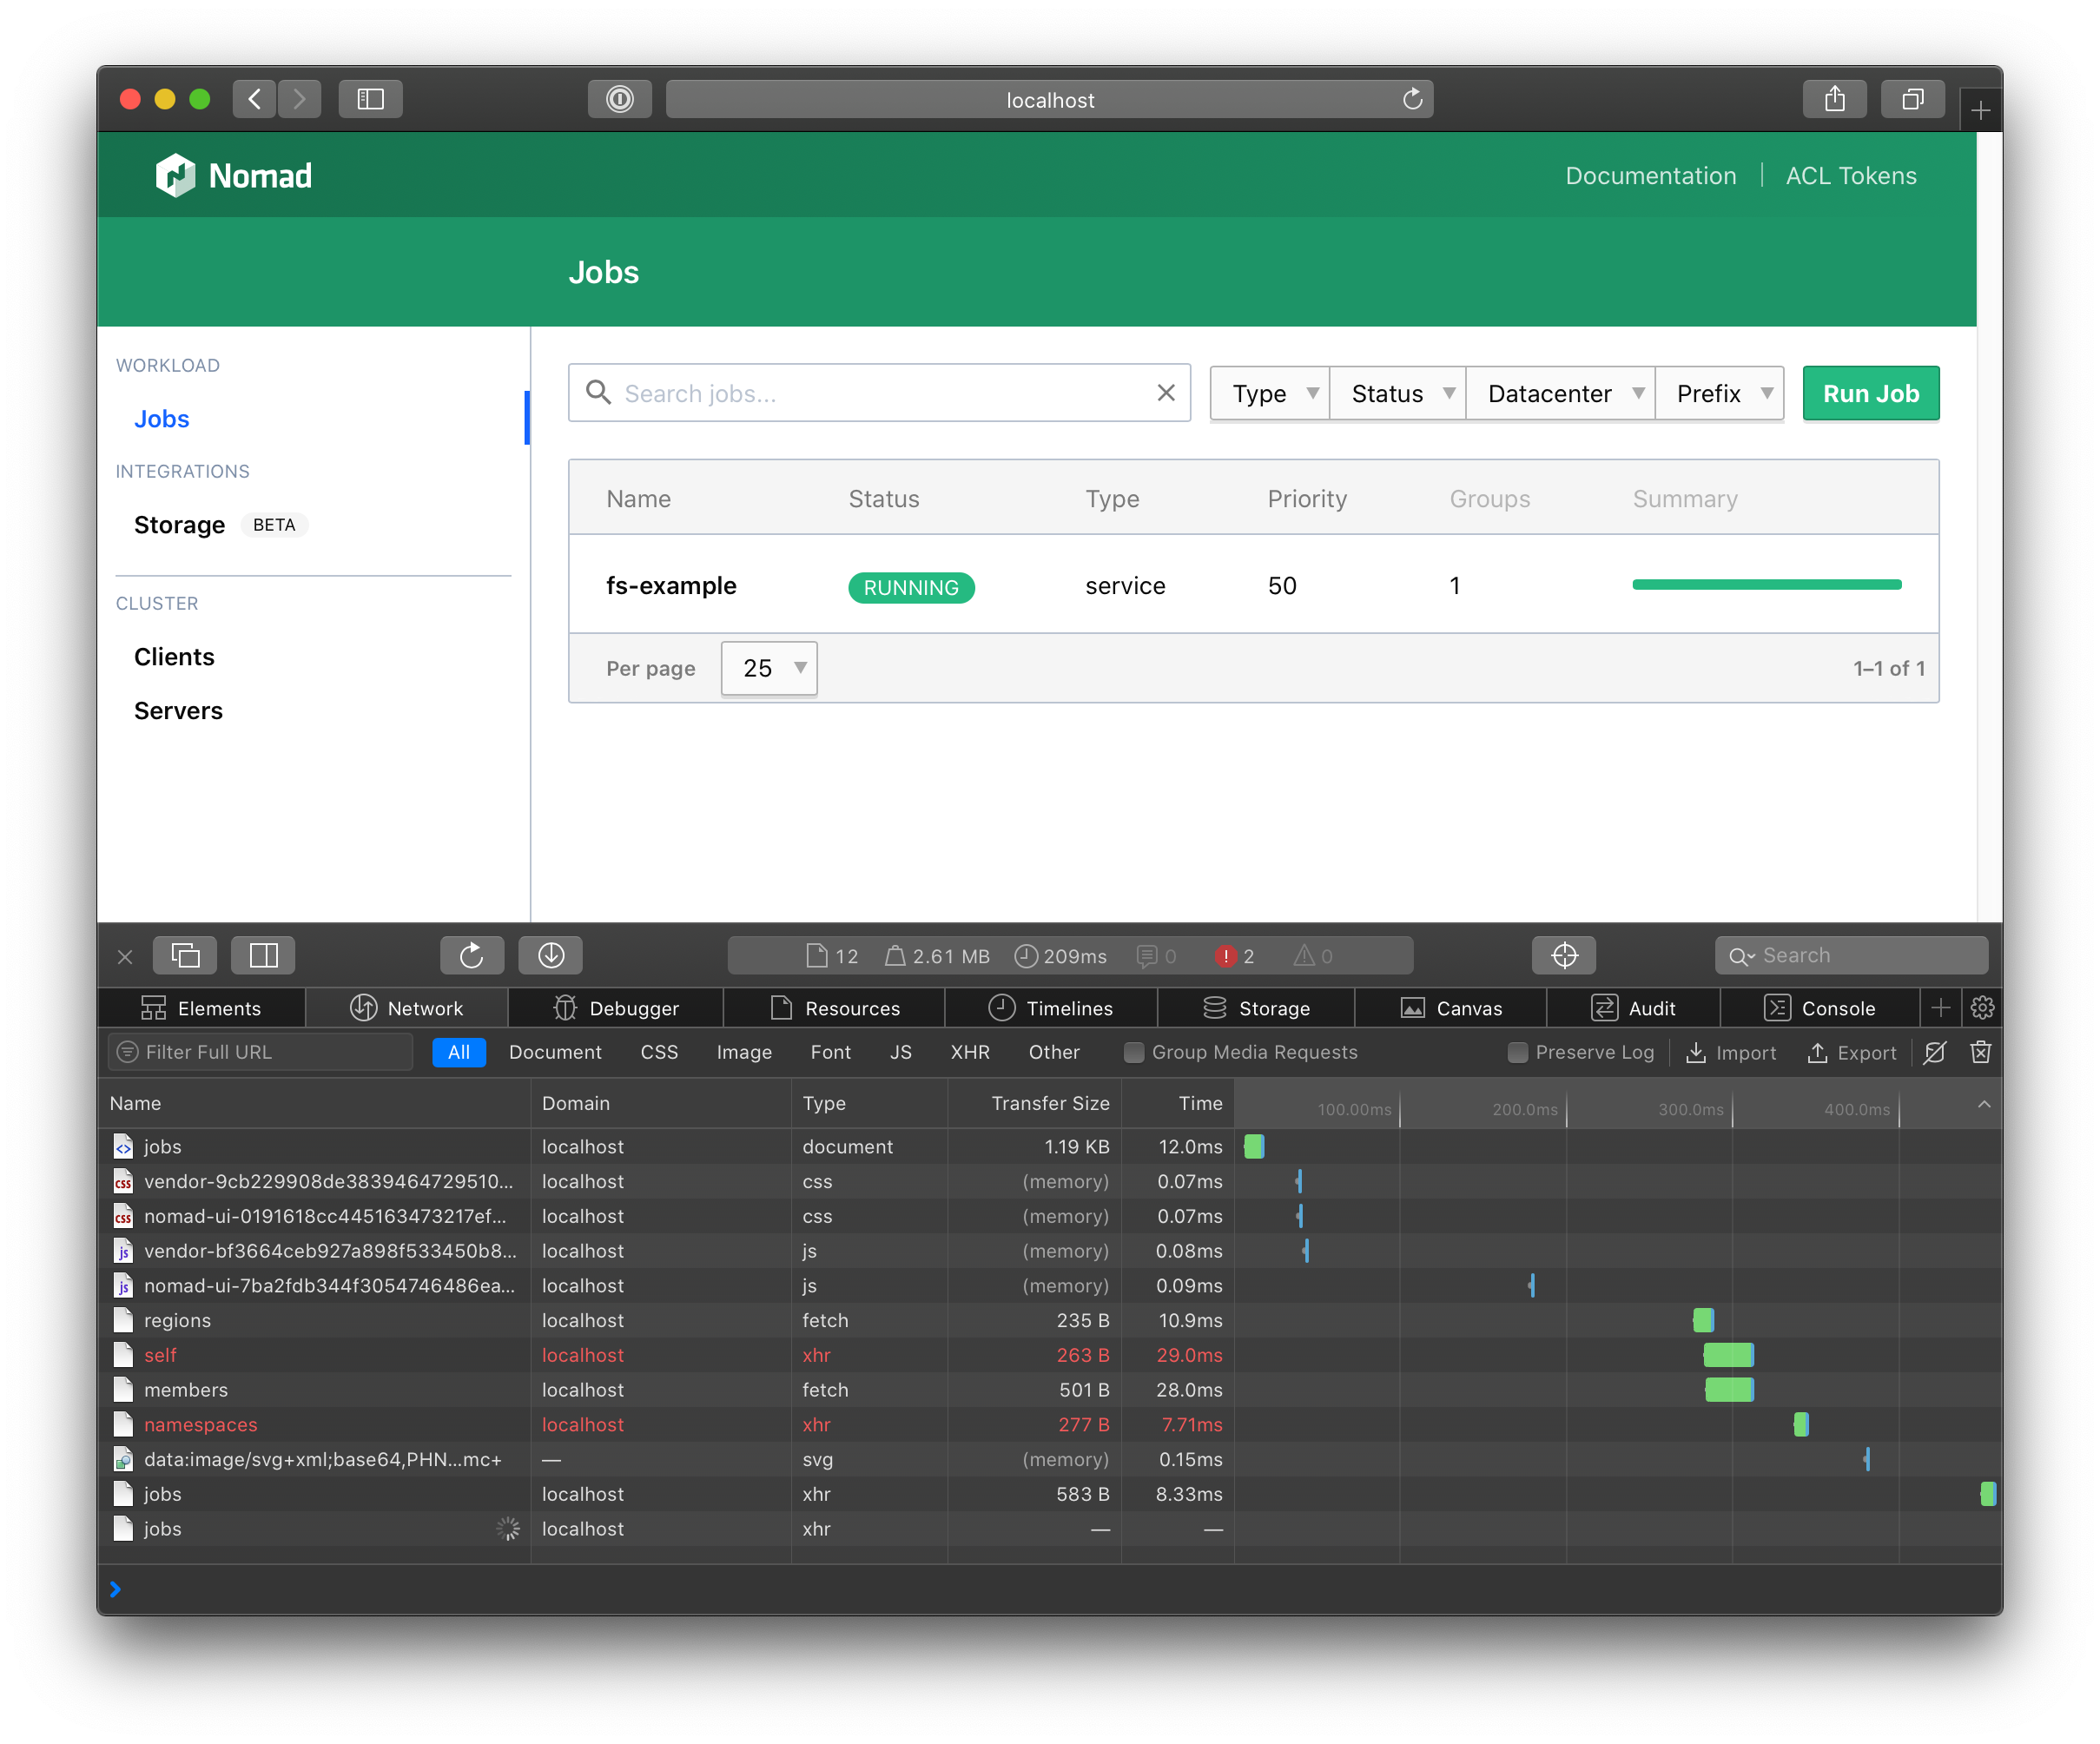 localhost
Nomad
Documentation | ACL Tokens
Jobs
WORKLOAD
Jobs
INTEGRATIONS
Storage BETA
CLUSTER
Clients
Servers
Search jobs...
Type Status Datacenter Prefix Run Job
Name Status Type Priority Groups Summary
fs-example RUNNING service 50 1
Per page 25 1–1 of 1
12 2.61 MB 209ms 0 2 0 Search
Elements Network Debugger Resources Timelines Storage Canvas Audit Console
Filter Full URL All Document CSS Image Font JS XHR Other Group Media Requests Preserve Log Import Export
Name Domain Type Transfer Size Time 100.00ms 200.0ms 300.0ms 400.0ms
jobs localhost document 1.19 KB 12.0ms
vendor-9cb229908de3839464729510... localhost css (memory) 0.07ms
nomad-ui-0191618cc445163473217ef... localhost css (memory) 0.07ms
vendor-bf3664ceb927a898f533450b8... localhost js (memory) 0.08ms
nomad-ui-7ba2fdb344f3054746486ea... localhost js (memory) 0.09ms
regions localhost fetch 235 B 10.9ms
self localhost xhr 263 B 29.0ms
members localhost fetch 501 B 28.0ms
namespaces localhost xhr 277 B 7.71ms
data:image/svg+xml;base64,PHN...mc+ — svg (memory) 0.15ms
jobs localhost xhr 583 B 8.33ms
jobs localhost xhr — —